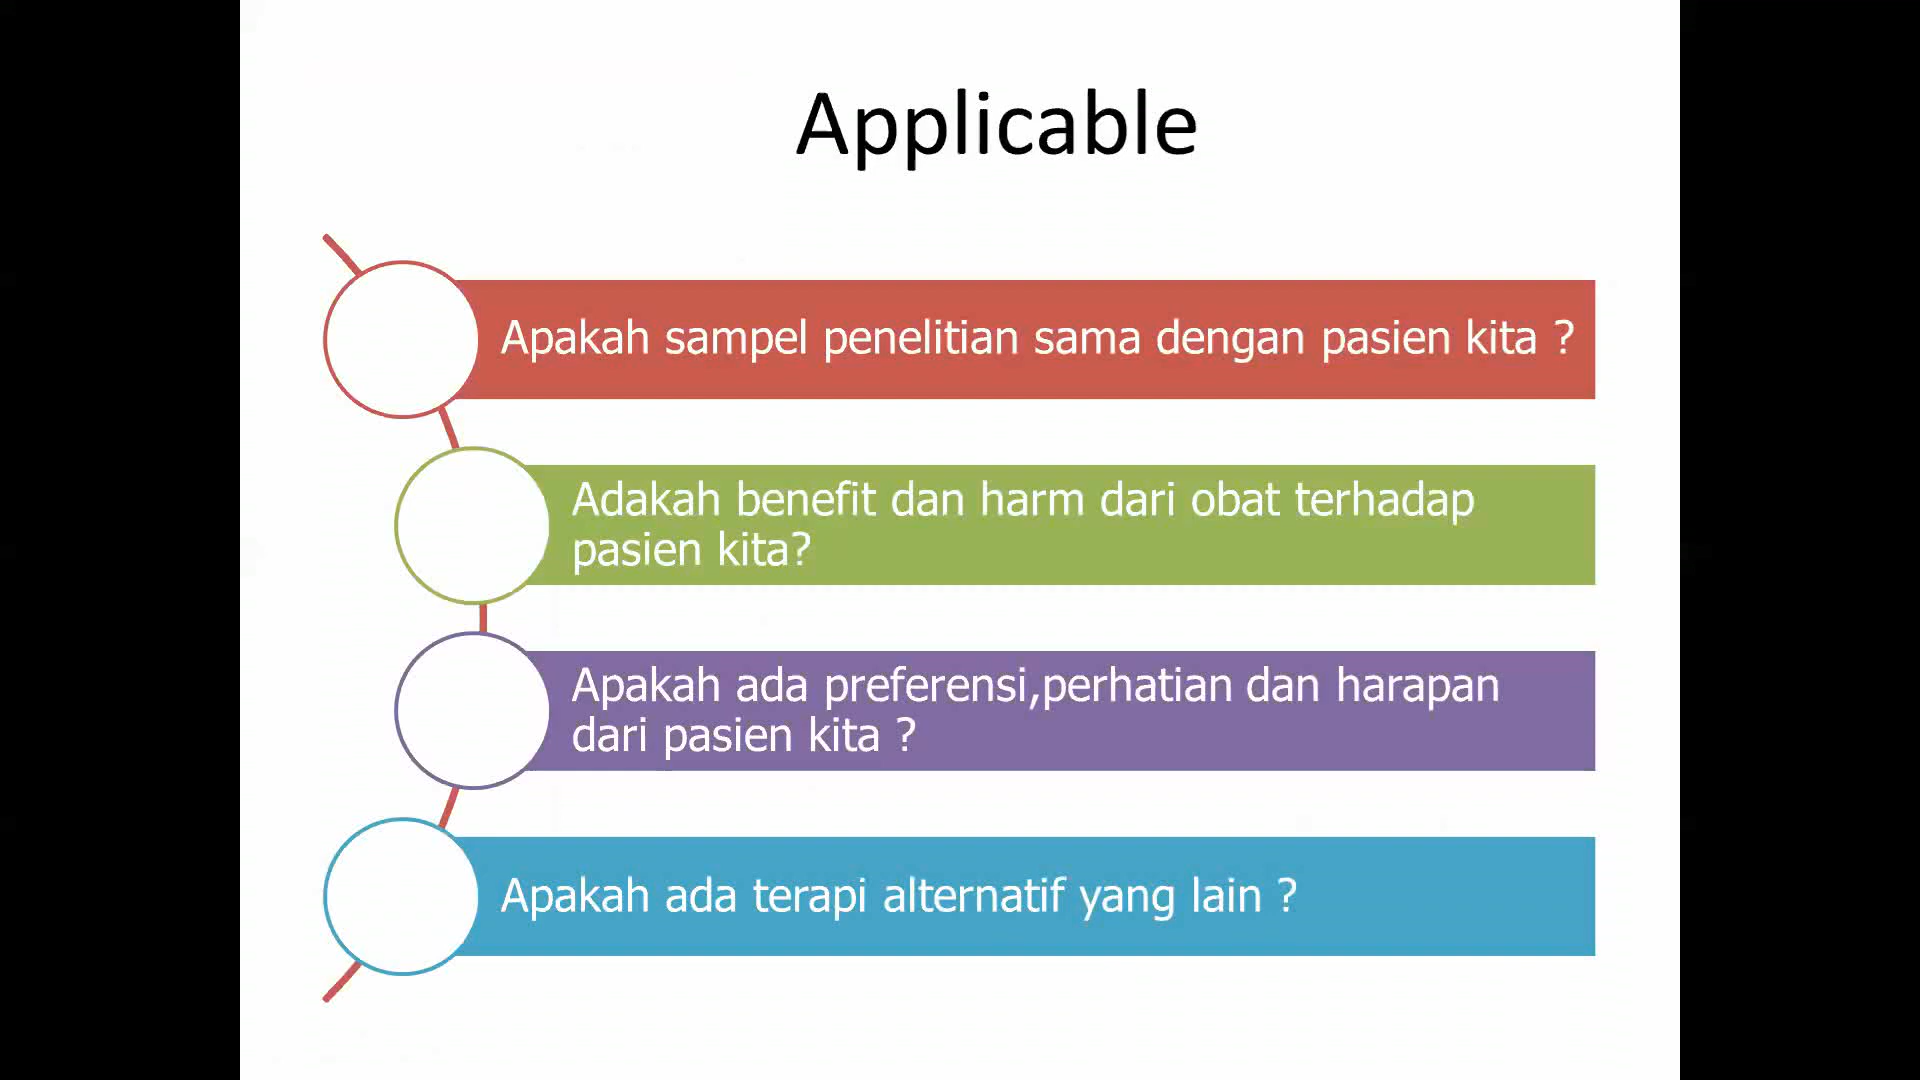 Applicable
Apakah sampel penelitian sama dengan pasien kita ?
Adakah benefit dan harm dari obat terhadap
pasien kita?
Apakah ada preferensi,perhatian dan harapan
dari pasien kita ?
Apakah ada terapi alternatif yang lain ?